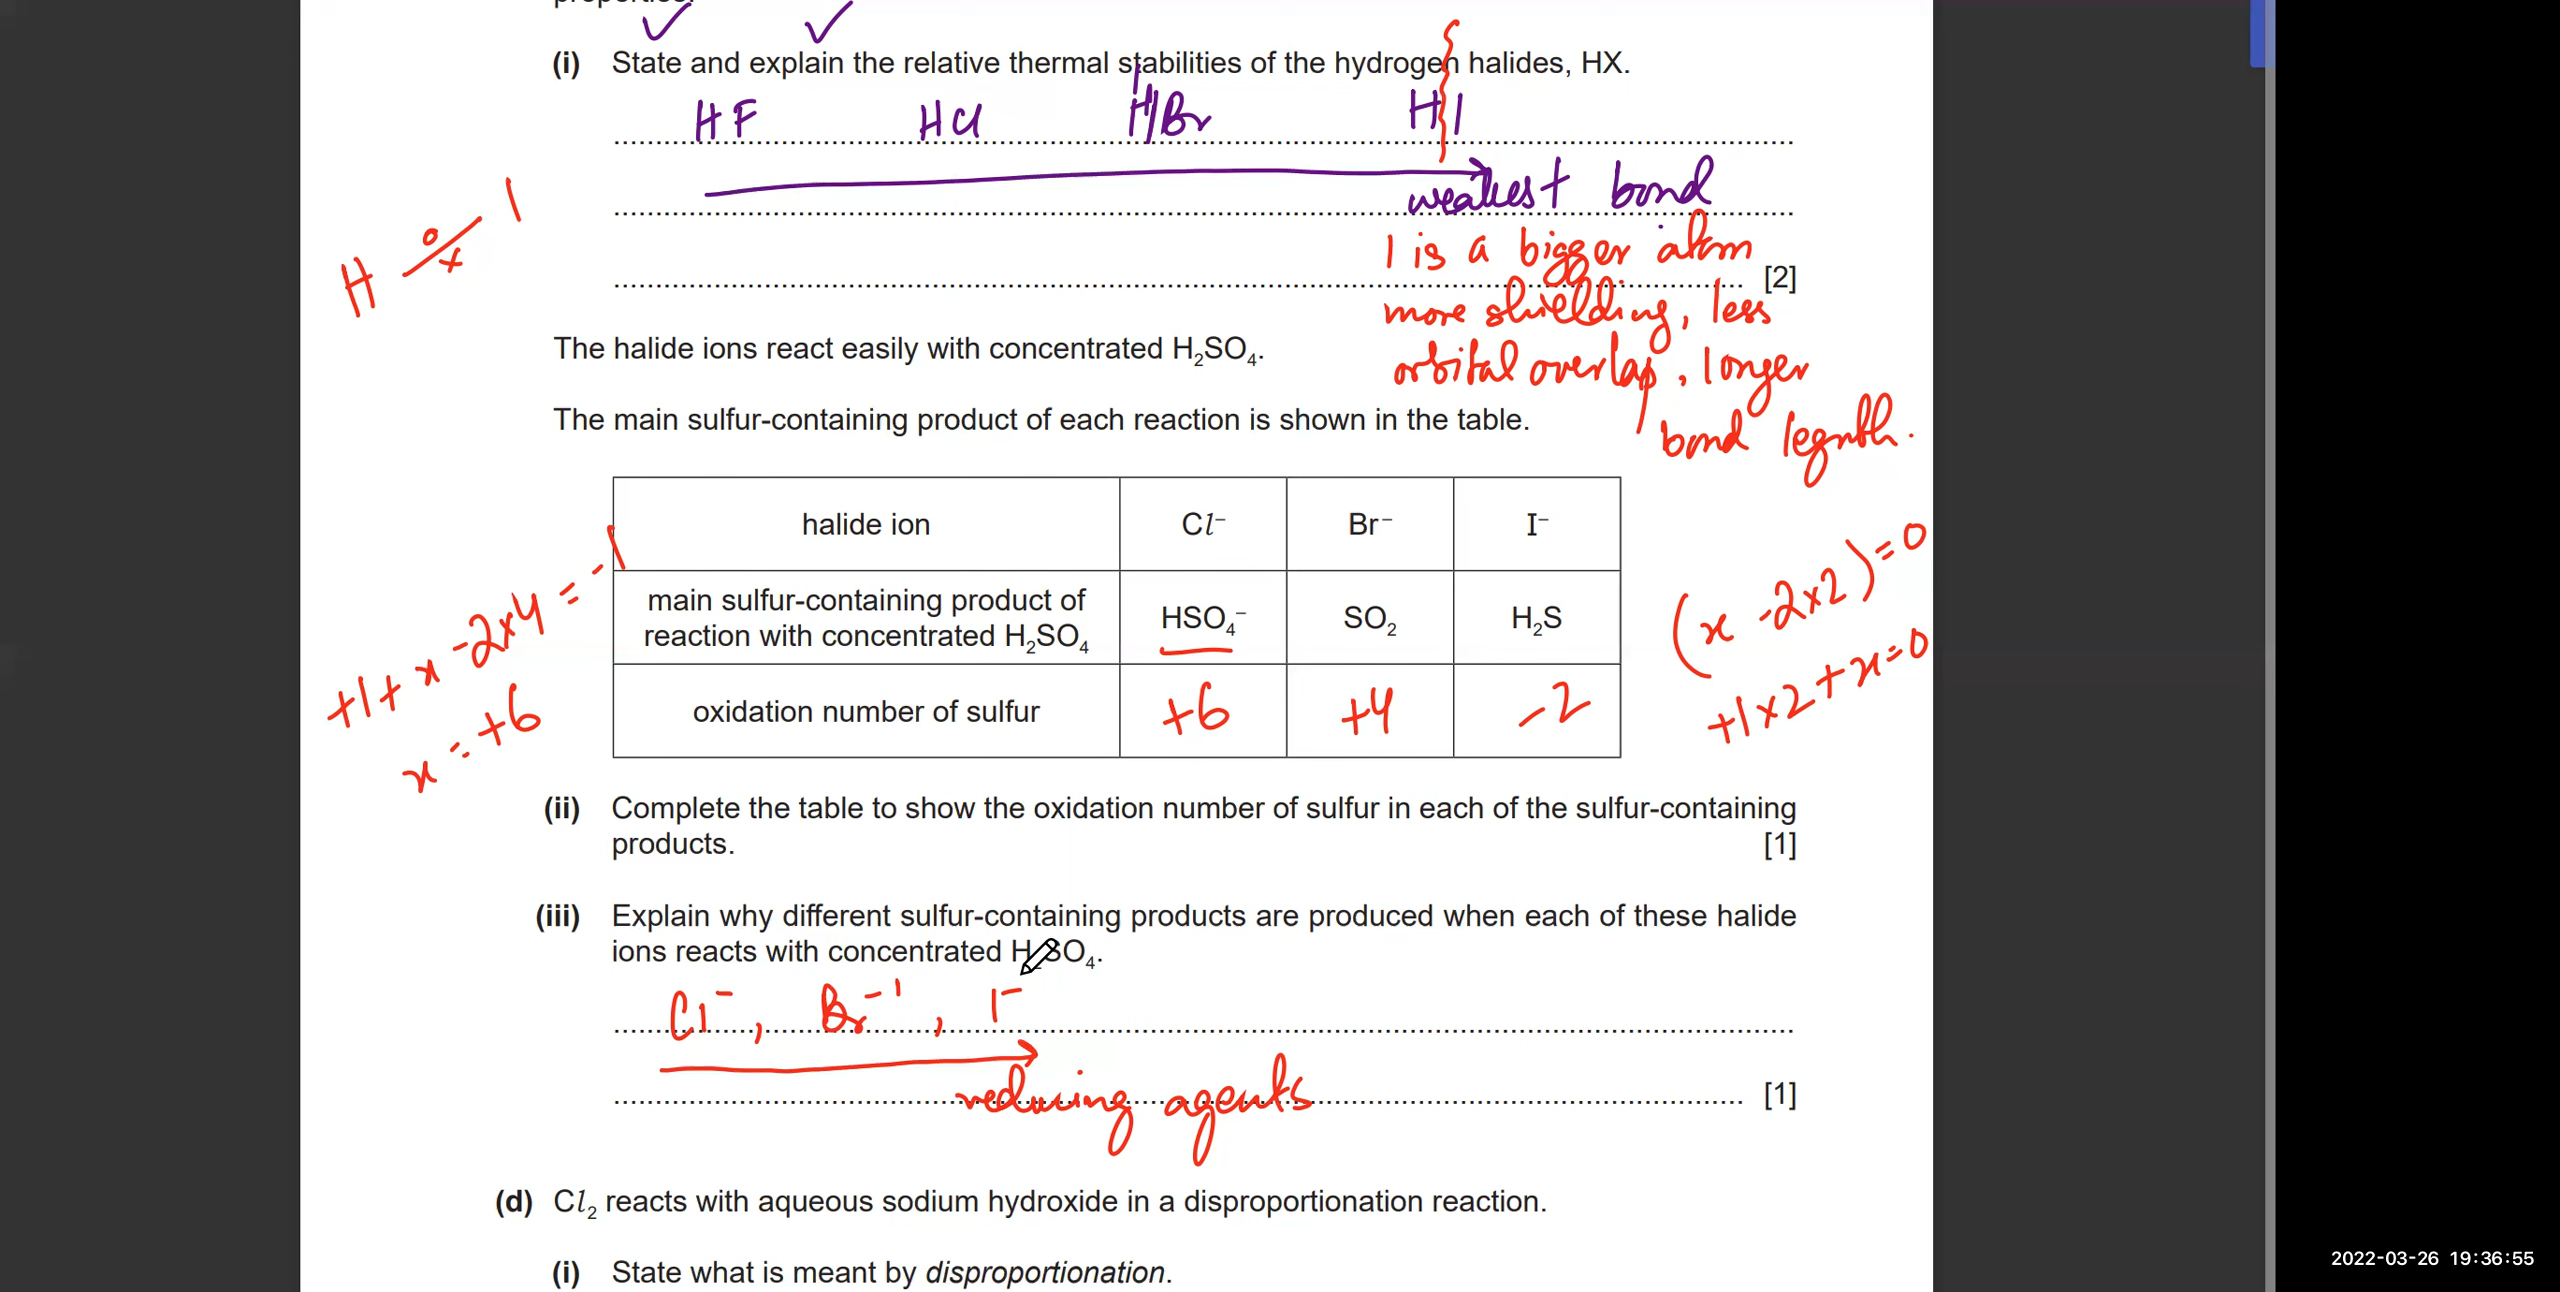 properties.
(i) State and explain the relative thermal stabilities of the hydrogen halides, HX.
HF HCl HBr HI
weakest bond
I is a bigger atom
[2]
more shielding, less
orbital overlap, longer
bond legnth.
H o x I
The halide ions react easily with concentrated H₂SO₄.
The main sulfur-containing product of each reaction is shown in the table.
halide ion Cl⁻ Br⁻ I⁻
main sulfur-containing product of
reaction with concentrated H₂SO₄ HSO₄⁻ SO₂ H₂S
oxidation number of sulfur +6 +4 -2
+1 + x -2x4 = -1
x = +6
(x -2x2) = 0
+1x2 + x = 0
(ii) Complete the table to show the oxidation number of sulfur in each of the sulfur-containing
products. [1]
(iii) Explain why different sulfur-containing products are produced when each of these halide
ions reacts with concentrated H₂SO₄.
Cl⁻, Br⁻¹, I⁻
reducing agents [1]
(d) Cl₂ reacts with aqueous sodium hydroxide in a disproportionation reaction.
(i) State what is meant by disproportionation.
2022-03-26 19:36:55